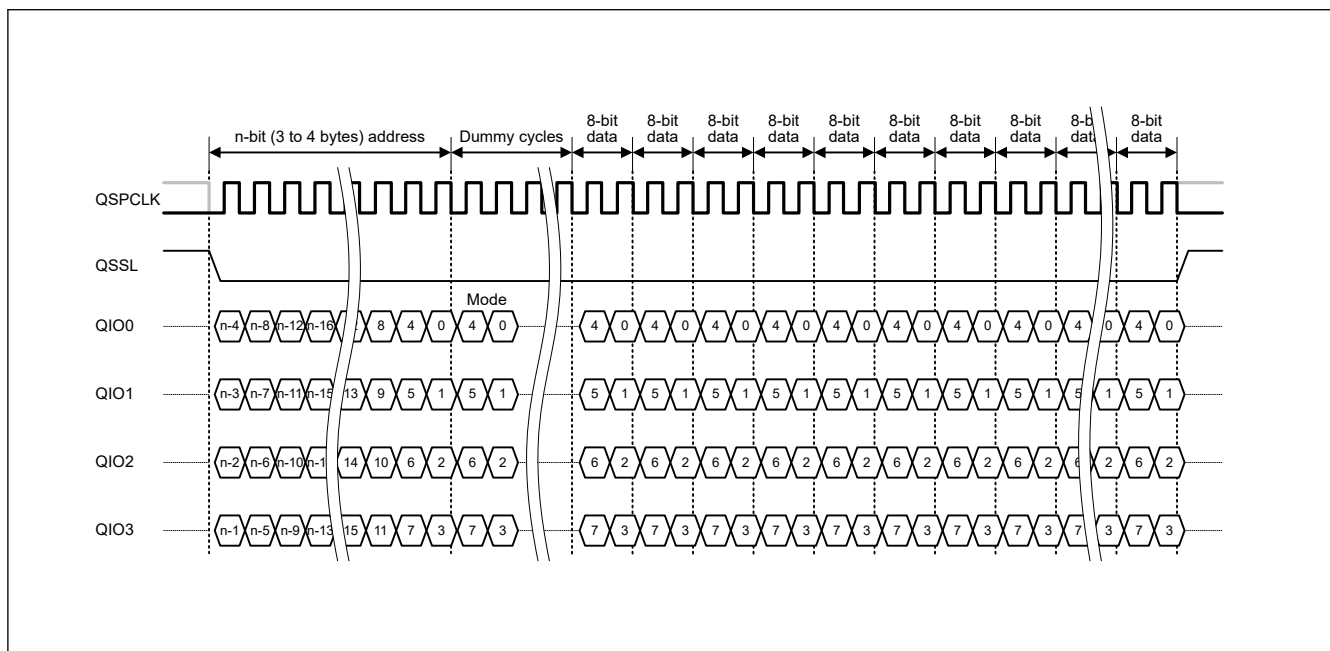 8-bit 8-bit 8-bit 8-bit 8-bit 8-bit 8-bit 8-bit 8-b 8-bit
n-bit (3 to 4 bytes) address Dummy cycles data data data data data data data data data data
QSPCLK
QSSL
Mode
QIO0 n-4 n-8 n-12 n-16 2 8 4 0 4 0 4 0 4 0 4 0 4 0 4 0 4 0 4 0 4 0 4 0 4 0
QIO1 n-3 n-7 n-11 n-15 13 9 5 1 5 1 5 1 5 1 5 1 5 1 5 1 5 1 5 1 5 1 5 1 5 1
QIO2 n-2 n-6 n-10 n-1 14 10 6 2 6 2 6 2 6 2 6 2 6 2 6 2 6 2 6 2 6 2 6 2 6 2
QIO3 n-1 n-5 n-9 n-13 15 11 7 3 7 3 7 3 7 3 7 3 7 3 7 3 7 3 7 3 7 3 7 3 7 3